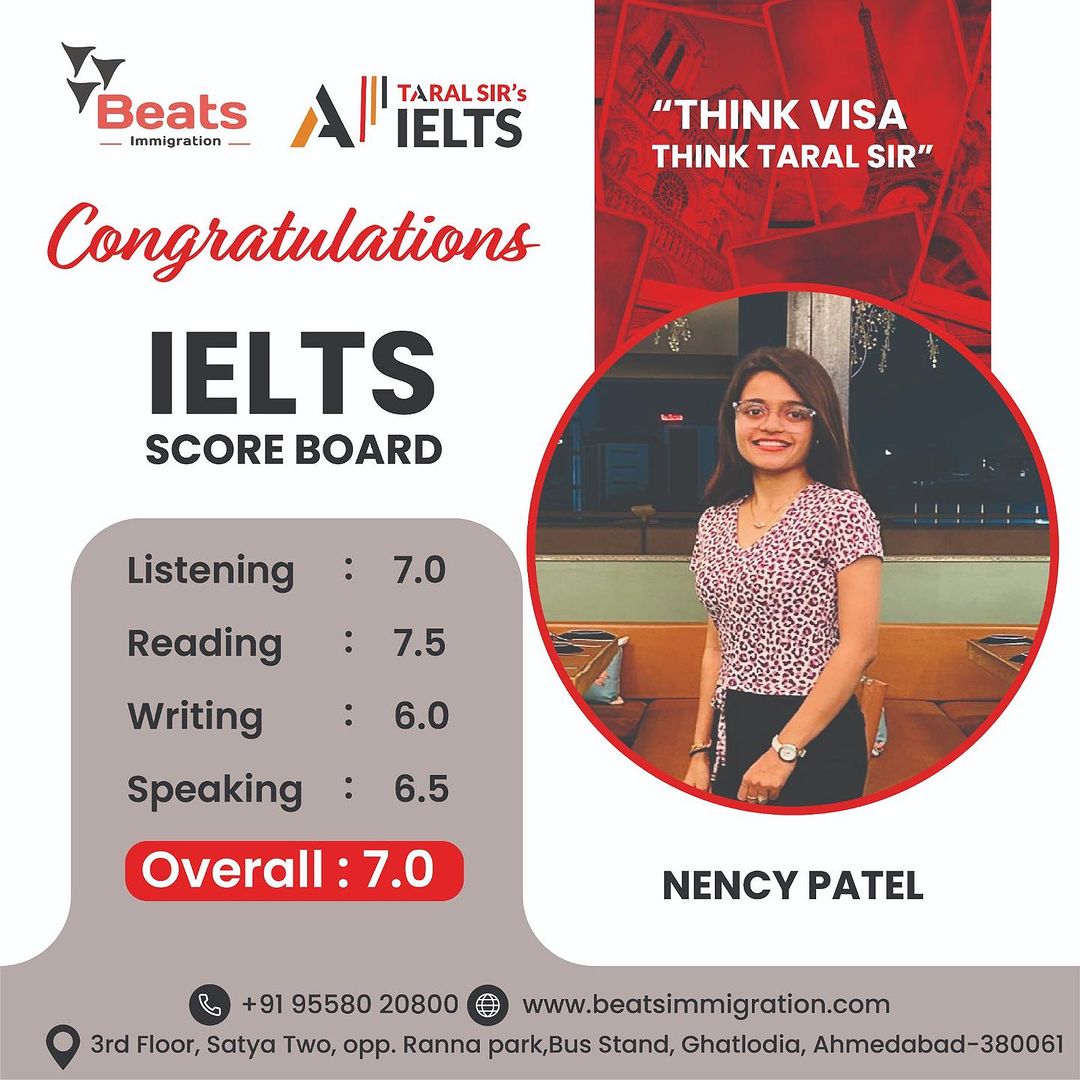 Beats
Immigration
A
TARAL SIR's
IELTS
"THINK VISA
THINK TARAL SIR"
Congratulations
IELTS
SCORE BOARD
Listening : 7.0
Reading : 7.5
Writing : 6.0
Speaking : 6.5
Overall : 7.0
NENCY PATEL
+91 95580 20800 www.beatsimmigration.com
3rd Floor, Satya Two, opp. Ranna park,Bus Stand, Ghatlodia, Ahmedabad-380061